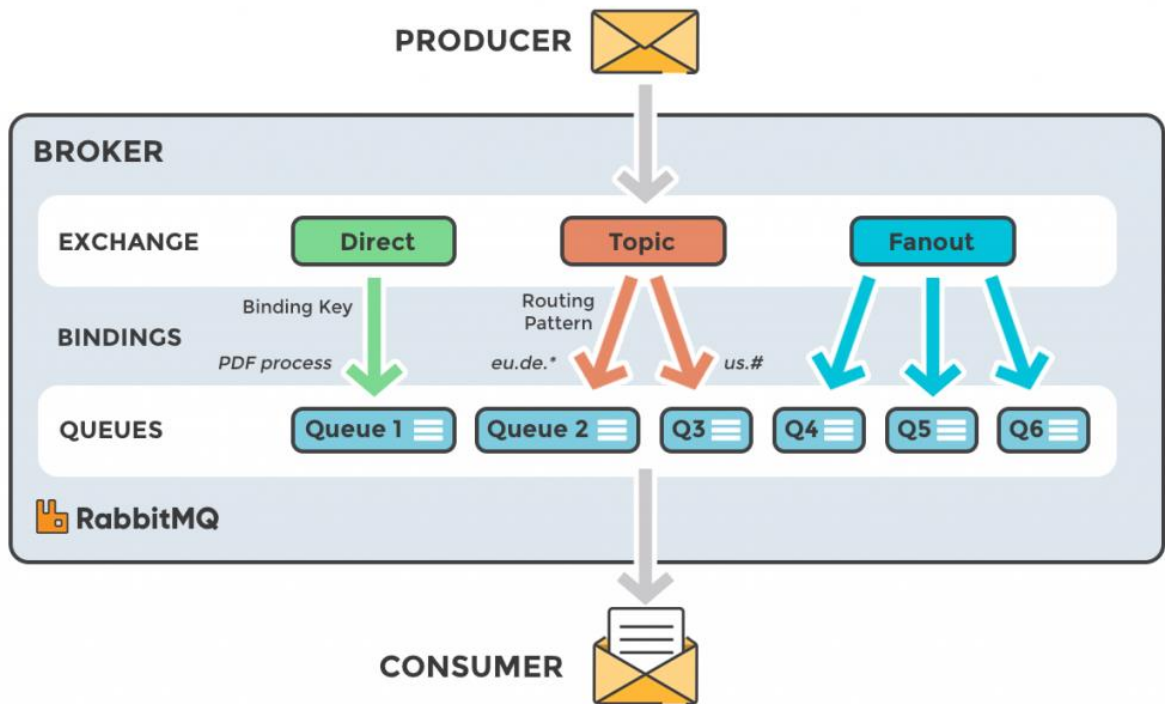 PRODUCER
BROKER
EXCHANGE
Direct
Topic
Fanout
Binding Key
Routing
Pattern
BINDINGS
PDF process
eu.de.*
us.#
QUEUES
Queue 1
Queue 2
Q3
Q4
Q5
Q6
RabbitMQ
CONSUMER